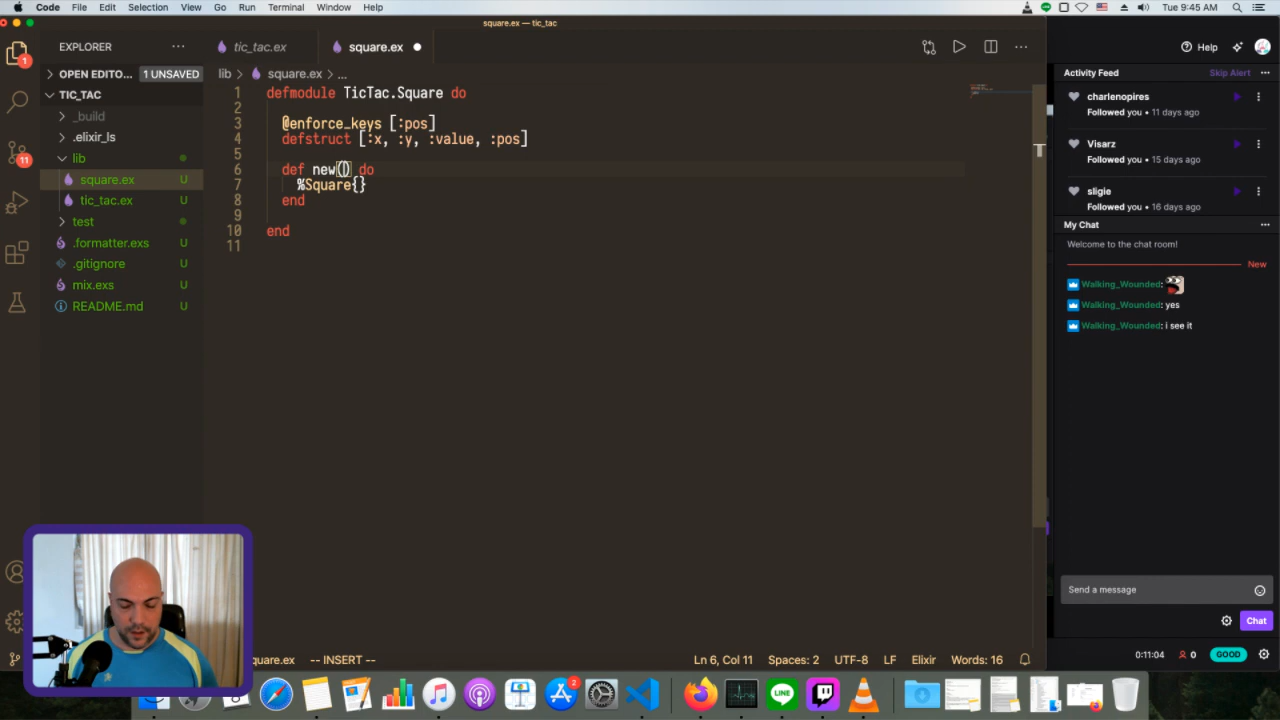 Code File Edit Selection View Go Run Terminal Window Help Tue 9:45 AM
square.ex — tic_tac
EXPLORER
tic_tac.ex
square.ex
Help
OPEN EDITO... 1 UNSAVED
lib > square.ex > ...
TIC_TAC
_build
.elixir_ls
lib
square.ex U
tic_tac.ex U
test
.formatter.exs U
.gitignore U
mix.exs U
README.md U
1
11
1 defmodule TicTac.Square do
2
3 @enforce_keys [:pos]
4 defstruct [:x, :y, :value, :pos]
5
6 def new() do
7 %Square{}
8 end
9
10 end
11
Activity Feed Skip Alert
charlenopires
Followed you • 11 days ago
Visarz
Followed you • 15 days ago
sligie
Followed you • 16 days ago
My Chat
Welcome to the chat room!
New
Walking_Wounded:
Walking_Wounded: yes
Walking_Wounded: i see it
Send a message
Chat
0:11:04 0 GOOD
quare.ex -- INSERT -- Ln 6, Col 11 Spaces: 2 UTF-8 LF Elixir Words: 16
2